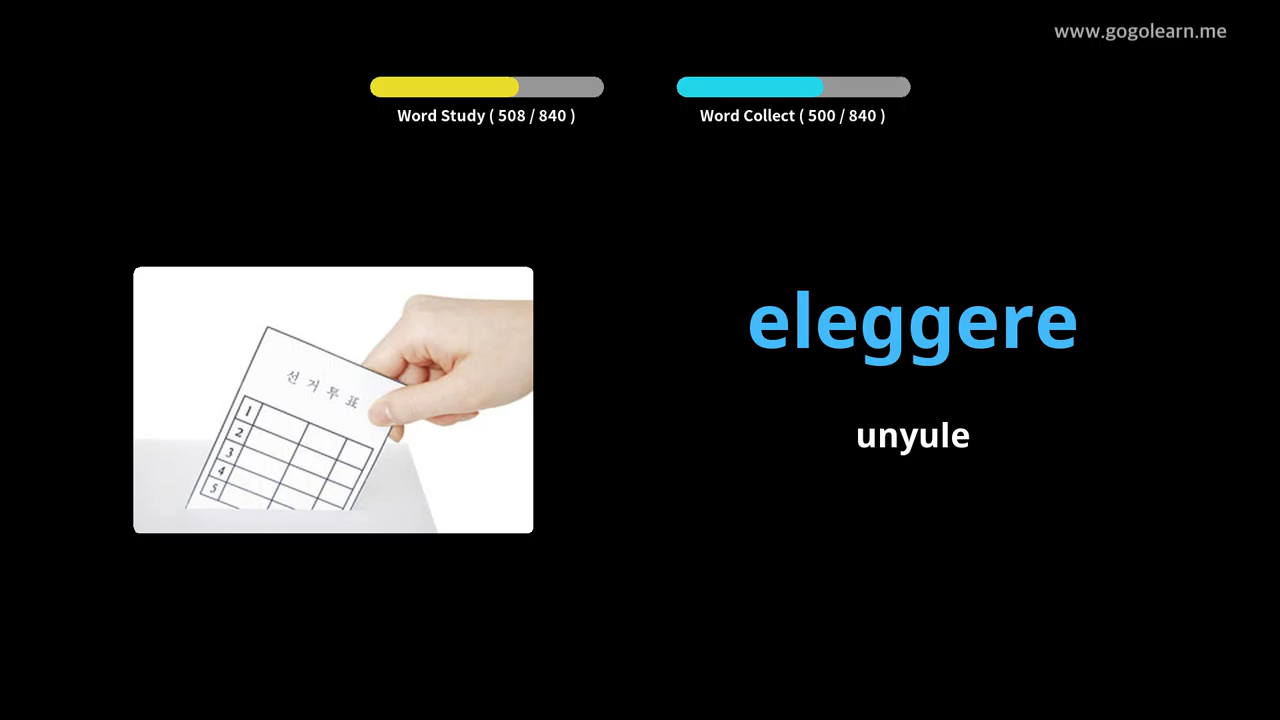 www.gogolearn.me
Word Study ( 508 / 840 )
Word Collect ( 500 / 840 )
선거투표
1
2
3
4
5
eleggere
unyule